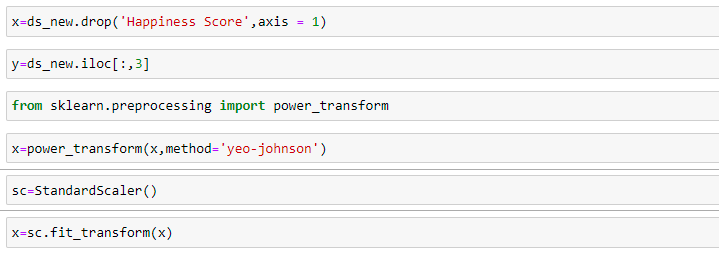 x=ds_new.drop('Happiness Score',axis = 1)
y=ds_new.iloc[:,3]
from sklearn.preprocessing import power_transform
x=power_transform(x,method='yeo-johnson')
sc=StandardScaler()
x=sc.fit_transform(x)